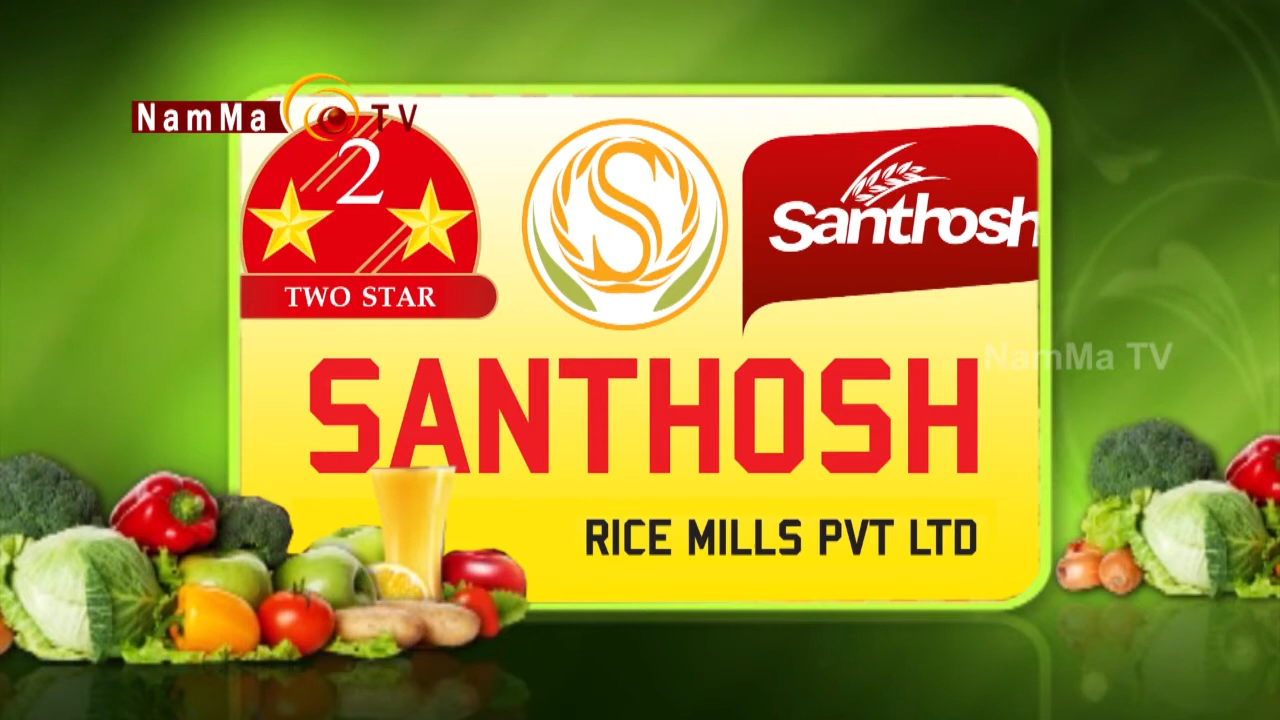 NamMa TV
2
TWO STAR
S
Santhosh
NamMa TV
SANTHOSH
RICE MILLS PVT LTD